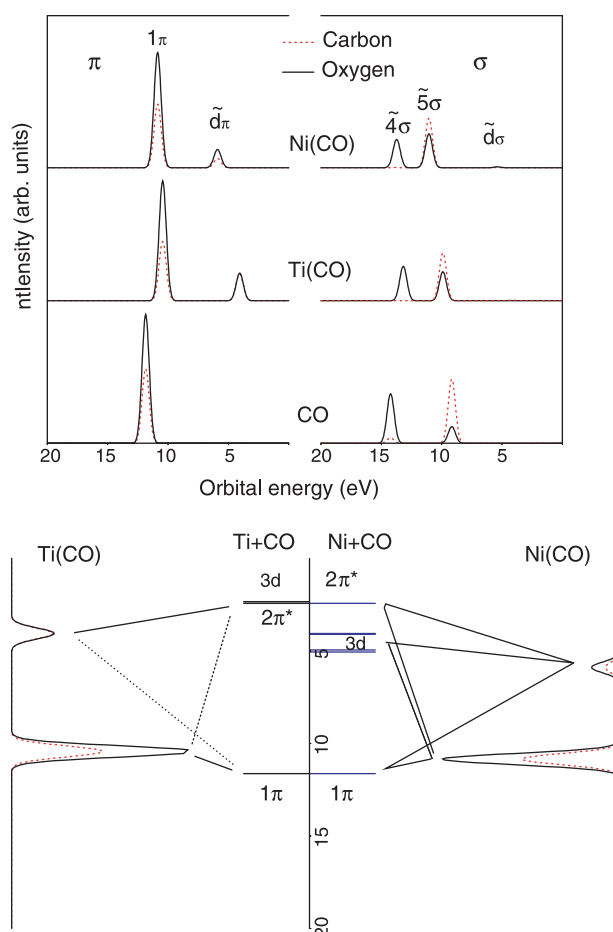 1π
Carbon
Oxygen
π
σ
d̃π
4̃σ
5̃σ
d̃σ
Ni(CO)
Ti(CO)
CO
ntlensity (arb. units)
20 15 10 5 20 15 10 5
Orbital energy (eV)
Ti(CO)
Ti+CO
Ni+CO
Ni(CO)
3d
2π*
2π*
3d
5
10
1π
1π
15
20